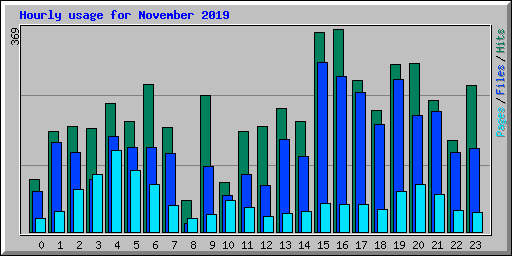 Hourly usage for November 2019
369
Pages/Files/Hits
0 1 2 3 4 5 6 7 8 9 10 11 12 13 14 15 16 17 18 19 20 21 22 23